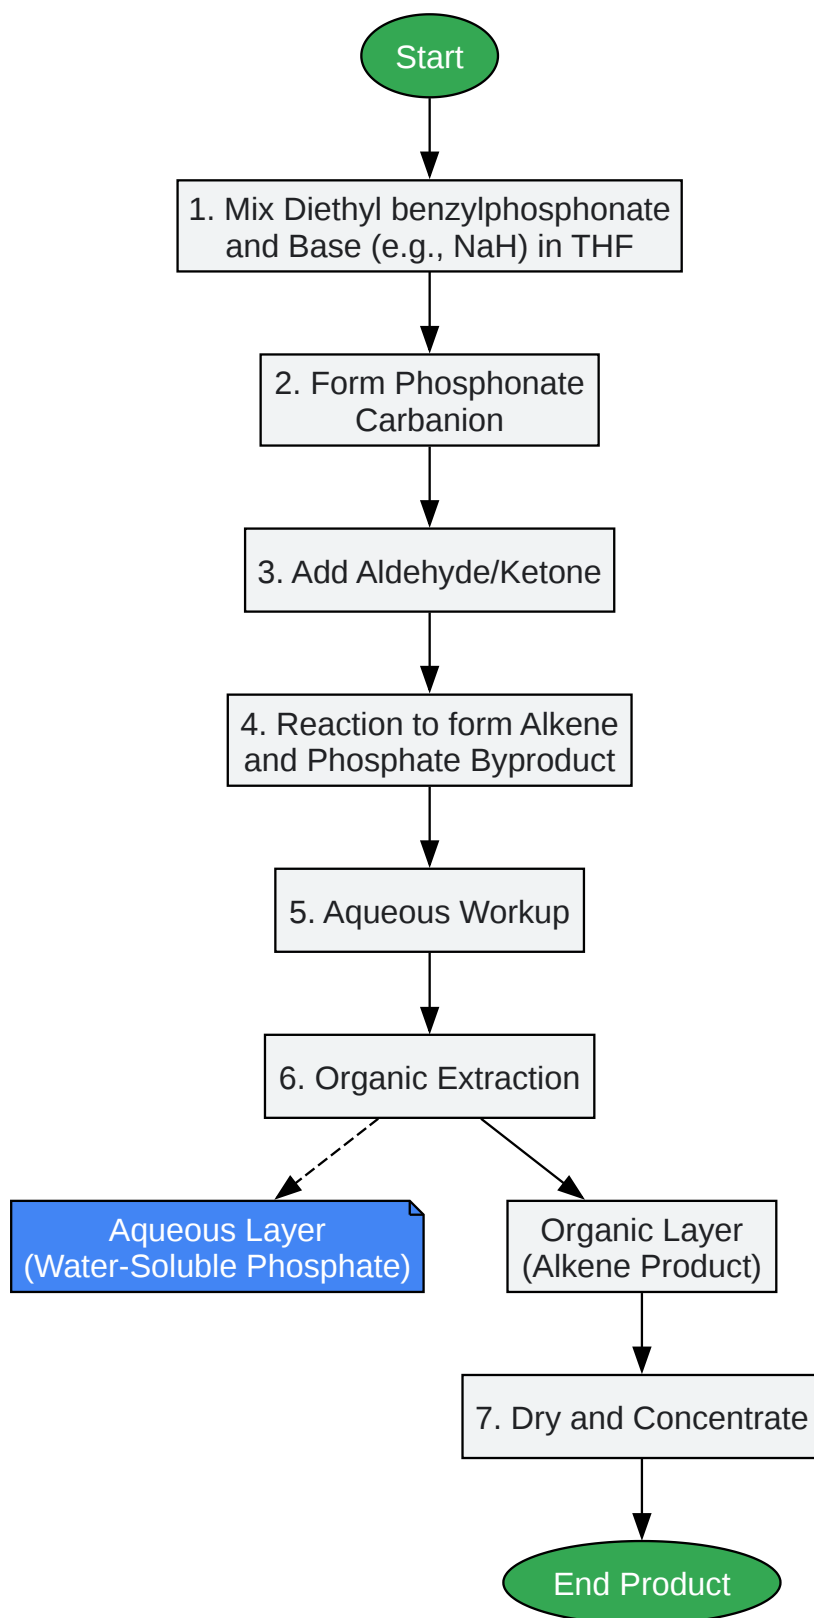 Start
1. Mix Diethyl benzylphosphonate
and Base (e.g., NaH) in THF
2. Form Phosphonate
Carbanion
3. Add Aldehyde/Ketone
4. Reaction to form Alkene
and Phosphate Byproduct
5. Aqueous Workup
6. Organic Extraction
Aqueous Layer
(Water-Soluble Phosphate)
Organic Layer
(Alkene Product)
7. Dry and Concentrate
End Product